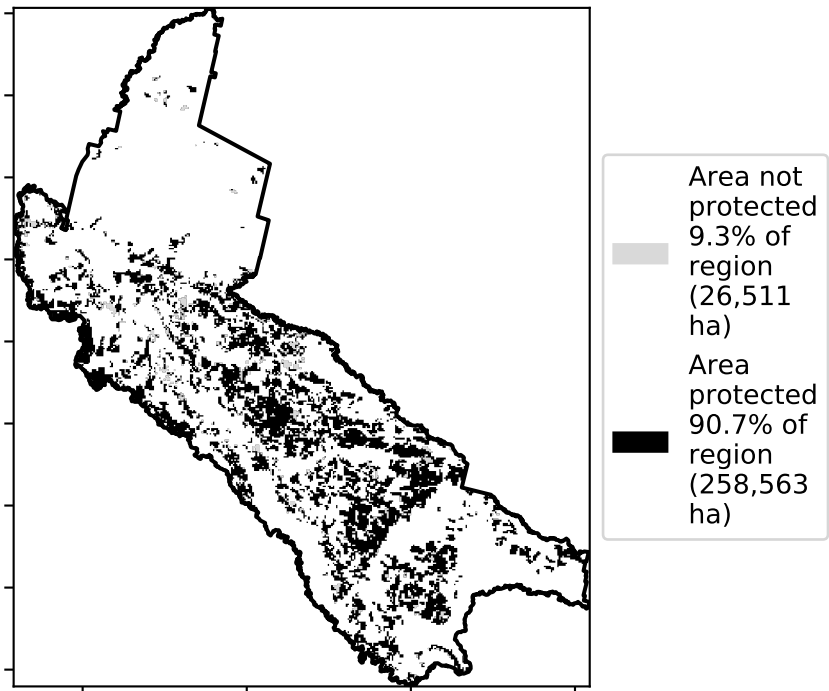 Area not
protected
9.3% of
region
(26,511
ha)
Area
protected
90.7% of
region
(258,563
ha)